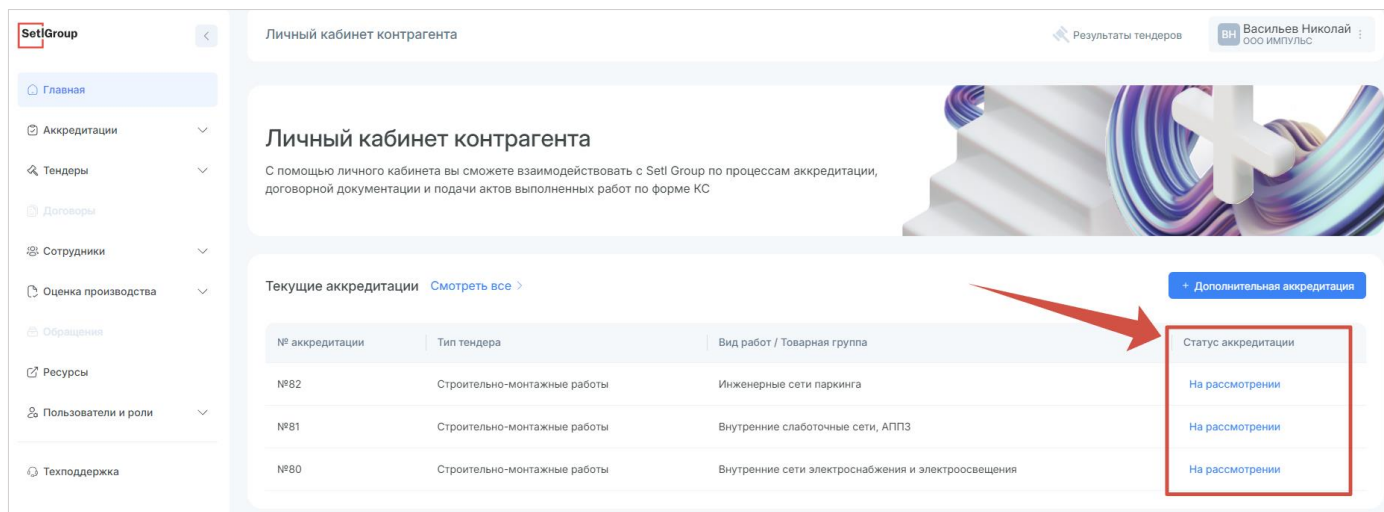 SetlGroup
Личный кабинет контрагента
Результаты тендеров
ВН
Васильев Николай
ООО ИМПУЛЬС
Главная
Аккредитации
Тендеры
Договоры
Сотрудники
Оценка производства
Обращения
Ресурсы
Пользователи и роли
Техподдержка
Личный кабинет контрагента
С помощью личного кабинета вы сможете взаимодействовать с Setl Group по процессам аккредитации,
договорной документации и подачи актов выполненных работ по форме КС
Текущие аккредитации Смотреть все >
+ Дополнительная аккредитация
№ аккредитации Тип тендера Вид работ / Товарная группа Статус аккредитации
№82 Строительно-монтажные работы Инженерные сети паркинга На рассмотрении
№81 Строительно-монтажные работы Внутренние слаботочные сети, АППЗ На рассмотрении
№80 Строительно-монтажные работы Внутренние сети электроснабжения и электроосвещения На рассмотрении